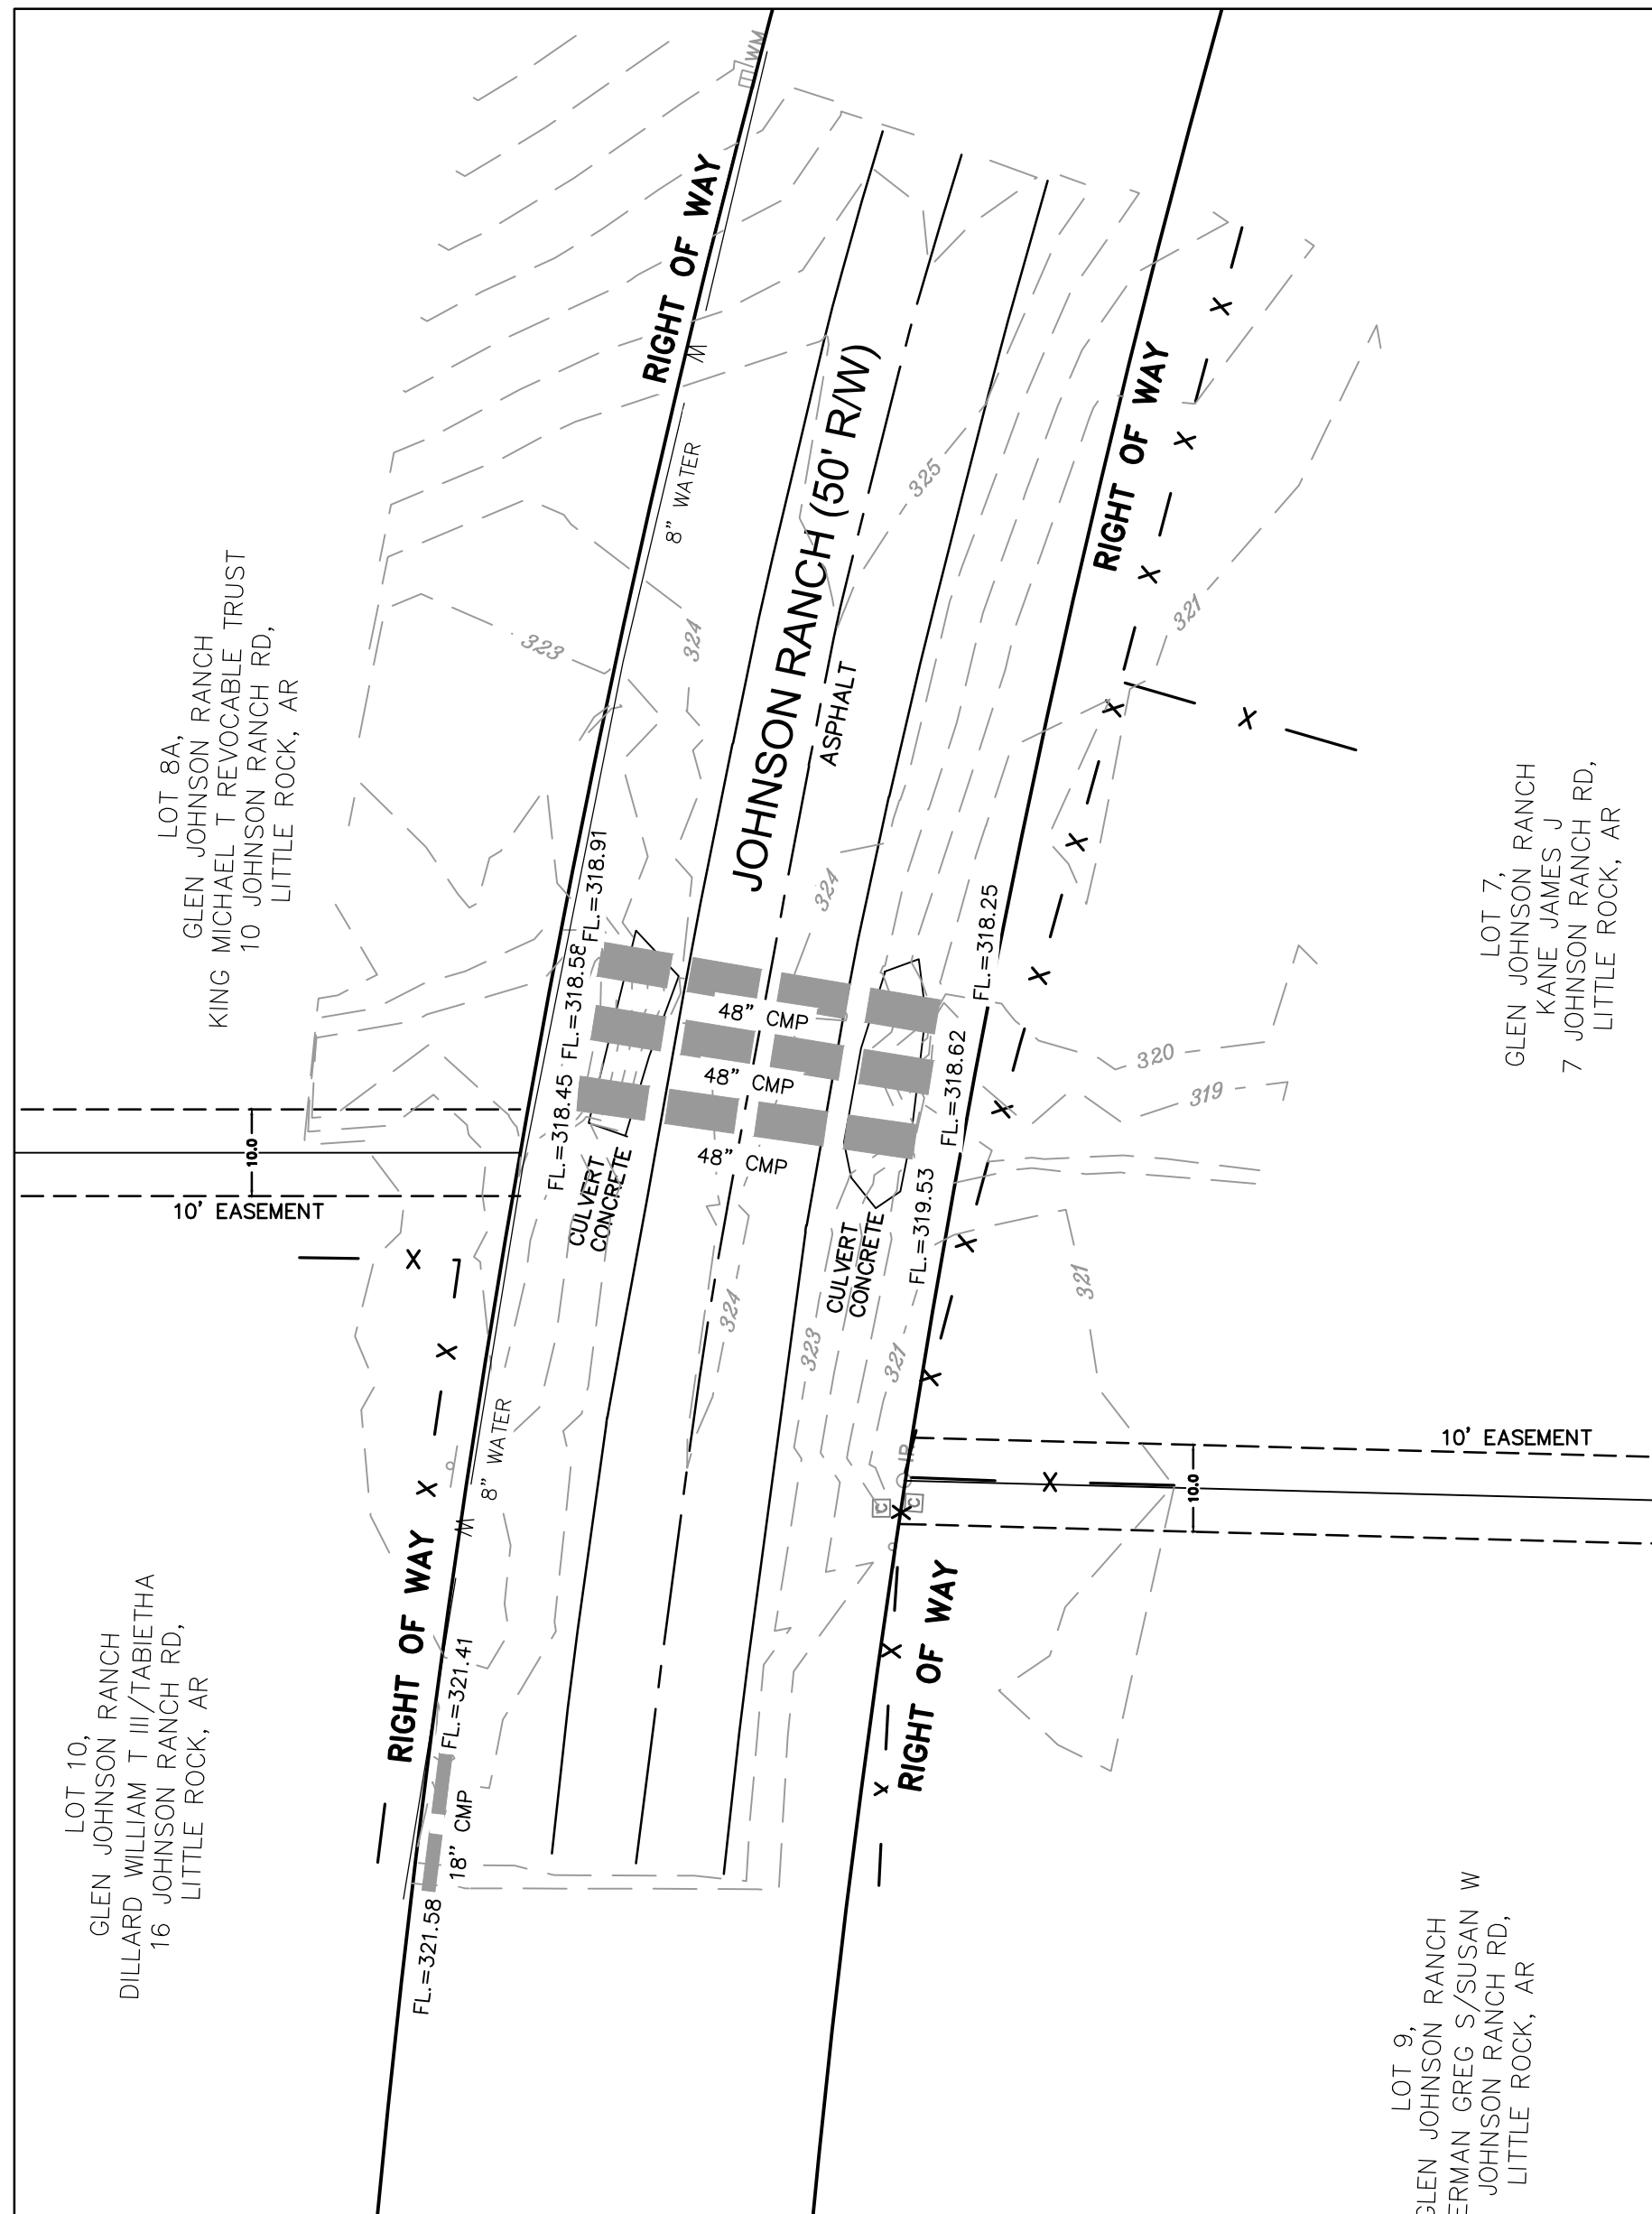 WM
RIGHT OF WAY
W
8" WATER
JOHNSON RANCH (50' R/W)
ASPHALT
325
RIGHT OF WAY
321
323
324
LOT 8A,
GLEN JOHNSON RANCH
KING MICHAEL T REVOCABLE TRUST
10 JOHNSON RANCH RD,
LITTLE ROCK, AR
LOT 7,
GLEN JOHNSON RANCH
KANE JAMES J
7 JOHNSON RANCH RD,
LITTLE ROCK, AR
324
FL.=318.91
FL.=318.58
FL.=318.45
FL.=318.25
FL.=318.62
FL.=319.53
48" CMP
48" CMP
48" CMP
320
319
10.0
10' EASEMENT
CULVERT
CONCRETE
CULVERT
CONCRETE
324
323
321
321
8" WATER
W
IP
C
C
10' EASEMENT
10.0
RIGHT OF WAY
RIGHT OF WAY
LOT 10,
GLEN JOHNSON RANCH
DILLARD WILLIAM T III/TABIETHA
16 JOHNSON RANCH RD,
LITTLE ROCK, AR
FL.=321.41
18" CMP
FL.=321.58
LOT 9,
GLEN JOHNSON RANCH
ERMAN GREG S/SUSAN W
JOHNSON RANCH RD,
LITTLE ROCK, AR